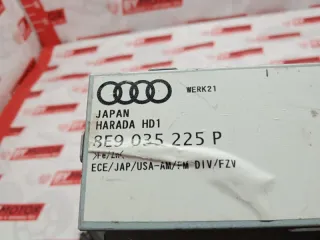 WERK21
JAPAN
HARADA HD1
8E9 035 225 P
ECE/JAP/USA-AM/FM DIV/FZV